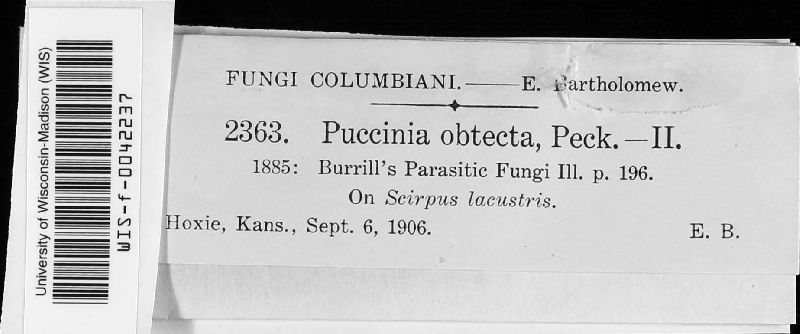 University of Wisconsin-Madison (WIS)
WIS-f-0042237
FUNGI COLUMBIANI.——E. Bartholomew.
2363. Puccinia obtecta, Peck.—II.
1885: Burrill's Parasitic Fungi Ill. p. 196.
On Scirpus lacustris.
Hoxie, Kans., Sept. 6, 1906. E. B.